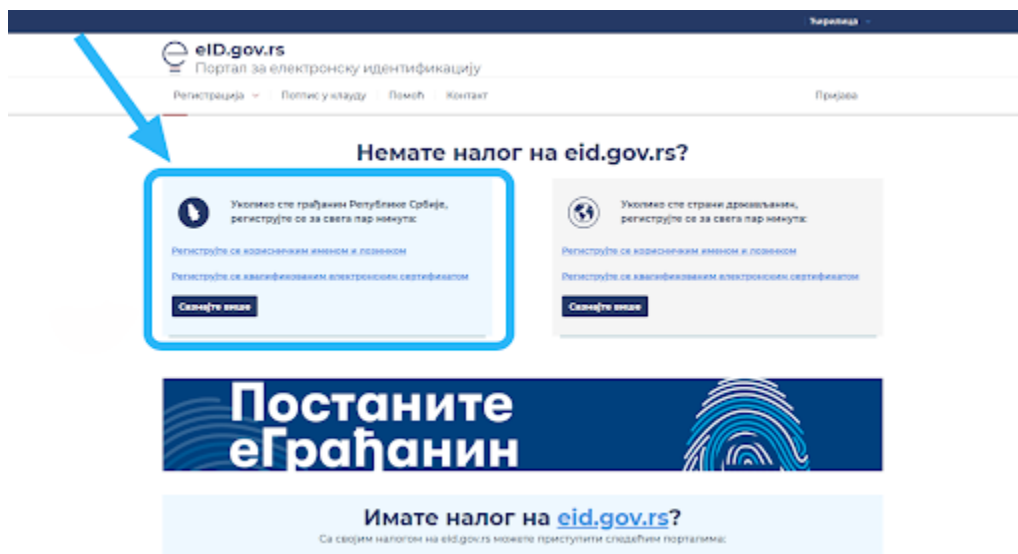 Ћирилица
eID.gov.rs
Портал за електронску идентификацију
Регистрација Потпис у клауду Помоћ Контакт Пријава
Немате налог на eid.gov.rs?
Уколико сте грађанин Републике Србије,
региструјте се за свега пар минута:
Региструјте се корисничким именом и лозинком
Региструјте се квалификованим електронским сертификатом
Сазнајте више
Уколико сте страни држављанин,
региструјте се за свега пар минута:
Региструјте се корисничким именом и лозинком
Региструјте се квалификованим електронским сертификатом
Сазнајте више
Постаните
еГрађанин
Имате налог на eid.gov.rs?
Са својим налогом на eid.gov.rs можете приступити следећим порталима: